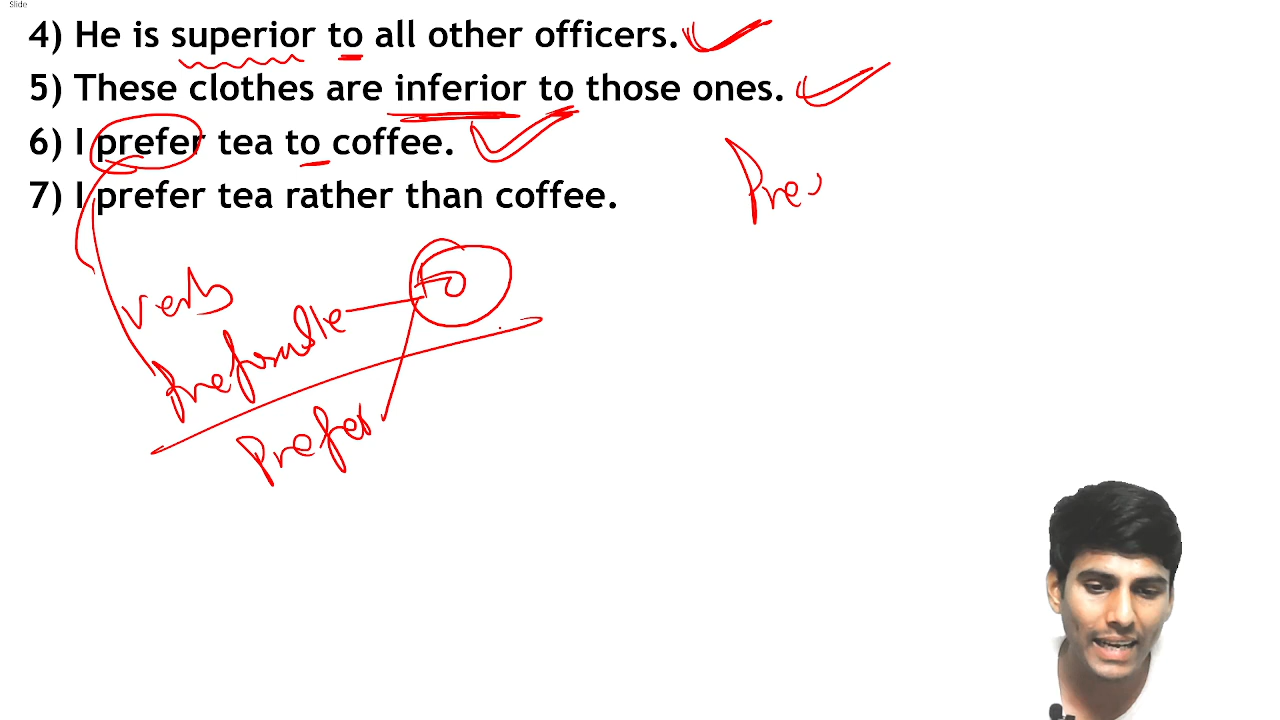 Slide
4) He is superior to all other officers.
5) These clothes are inferior to those ones.
6) I prefer tea to coffee.
7) I prefer tea rather than coffee.
Pre
to
verb
Preferable
Prefer